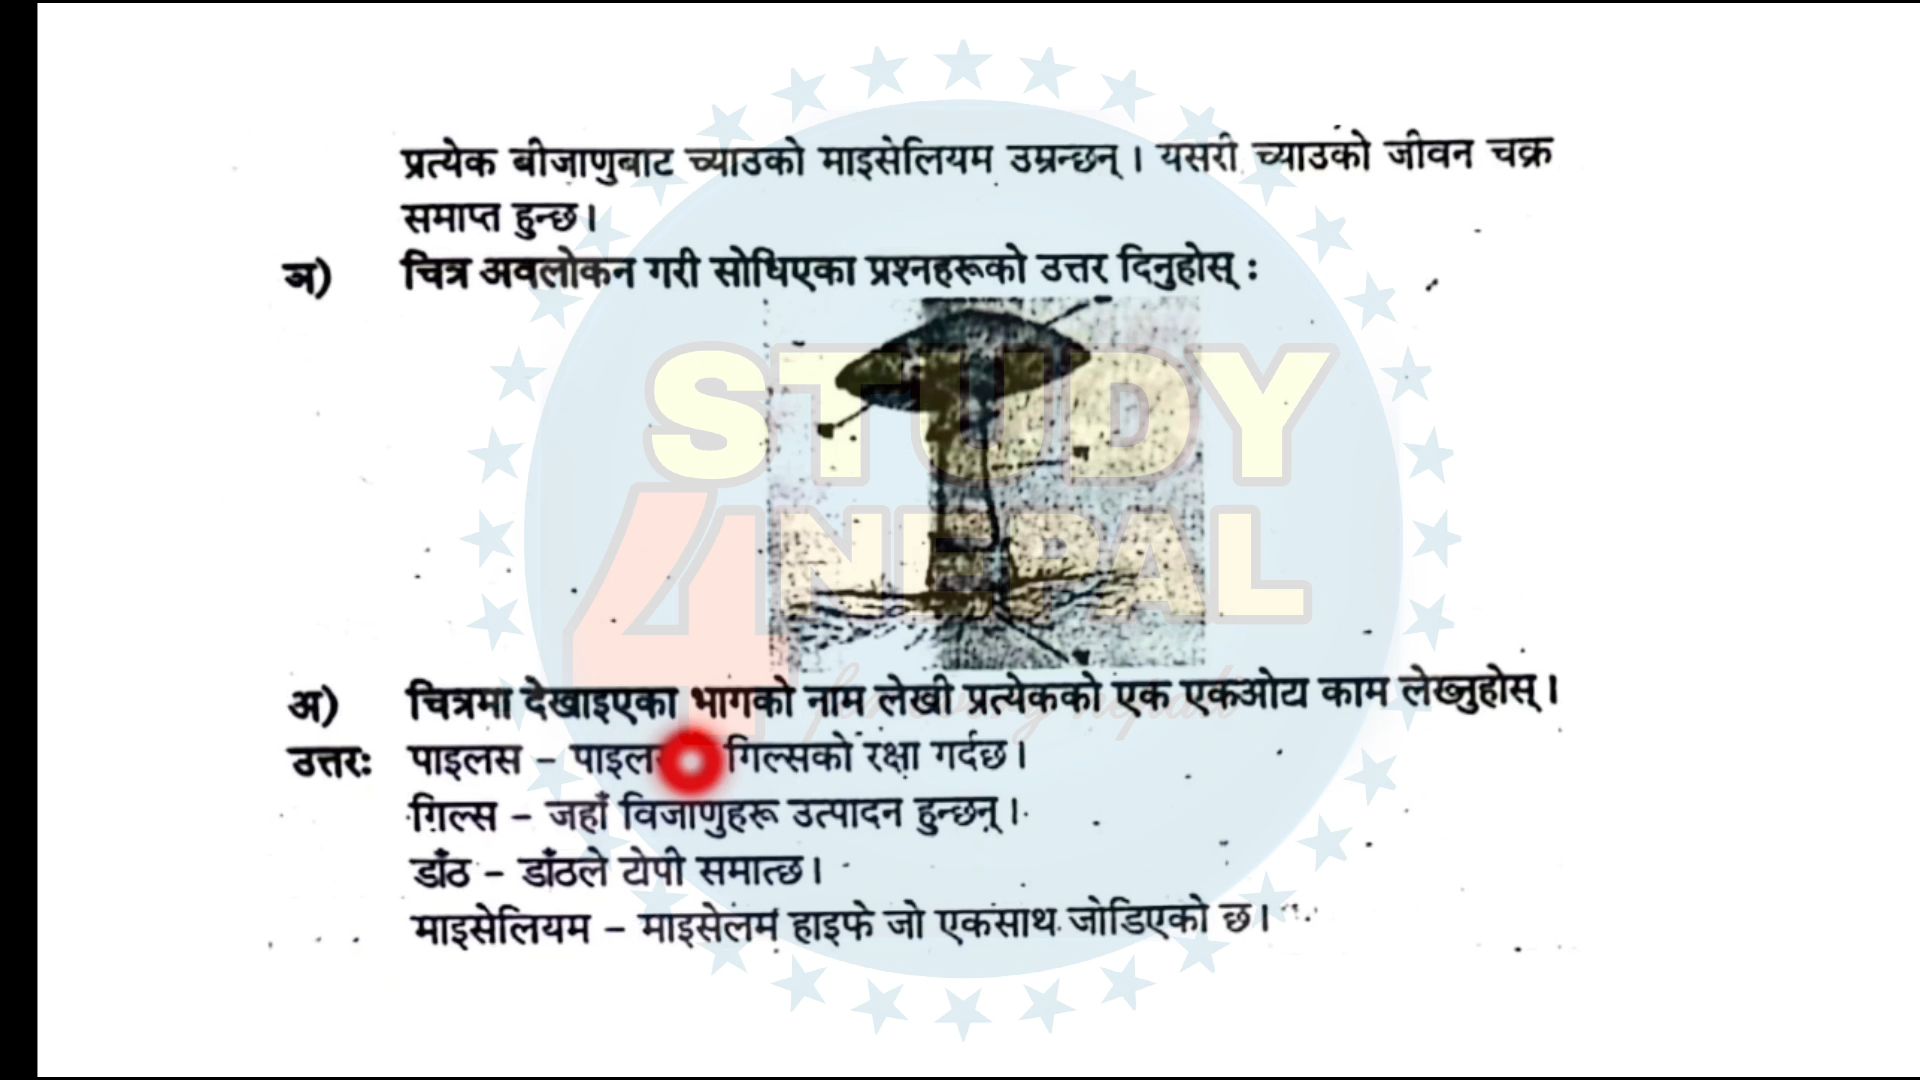 प्रत्येक बीजाणुबाट च्याउको माइसेलियम उम्रन्छन् । यसरी च्याउको जीवन चक्र
समाप्त हुन्छ ।
ञ) चित्र अवलोकन गरी सोधिएका प्रश्नहरूको उत्तर दिनुहोस् :
STUDY
4
NEPAL
अ) चित्रमा देखाइएका भागको नाम लेखी प्रत्येकको एक एकओटा काम लेख्नुहोस् ।
उत्तरः पाइलस – गिल्सको रक्षा गर्दछ ।
गिल्स – जहाँ विजाणुहरू उत्पादन हुन्छन् ।
डाँठ – डाँठले टोपी समात्छ ।
माइसेलियम – माइसेलम हाइफे जो एकसाथ जोडिएको छ ।